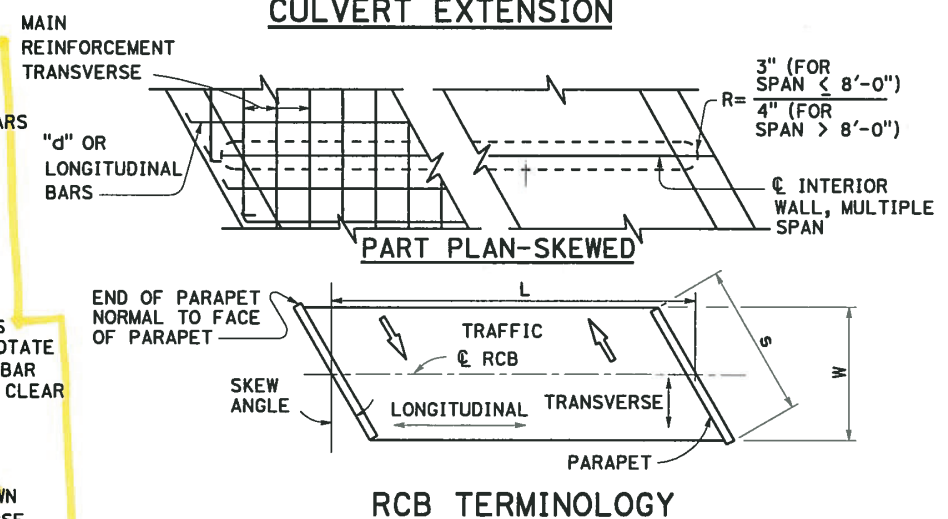 CULVERT EXTENSION
MAIN
REINFORCEMENT
TRANSVERSE
ARS
"d" OR
LONGITUDINAL
BARS
R=
3" (FOR
SPAN ≤ 8'-0")
4" (FOR
SPAN > 8'-0")
℄ INTERIOR
WALL, MULTIPLE
SPAN
PART PLAN-SKEWED
END OF PARAPET
NORMAL TO FACE
OF PARAPET
L
TRAFFIC
℄ RCB
S
W
S
OTATE
BAR
CLEAR
SKEW
ANGLE
LONGITUDINAL
TRANSVERSE
PARAPET
WN
RCB TERMINOLOGY